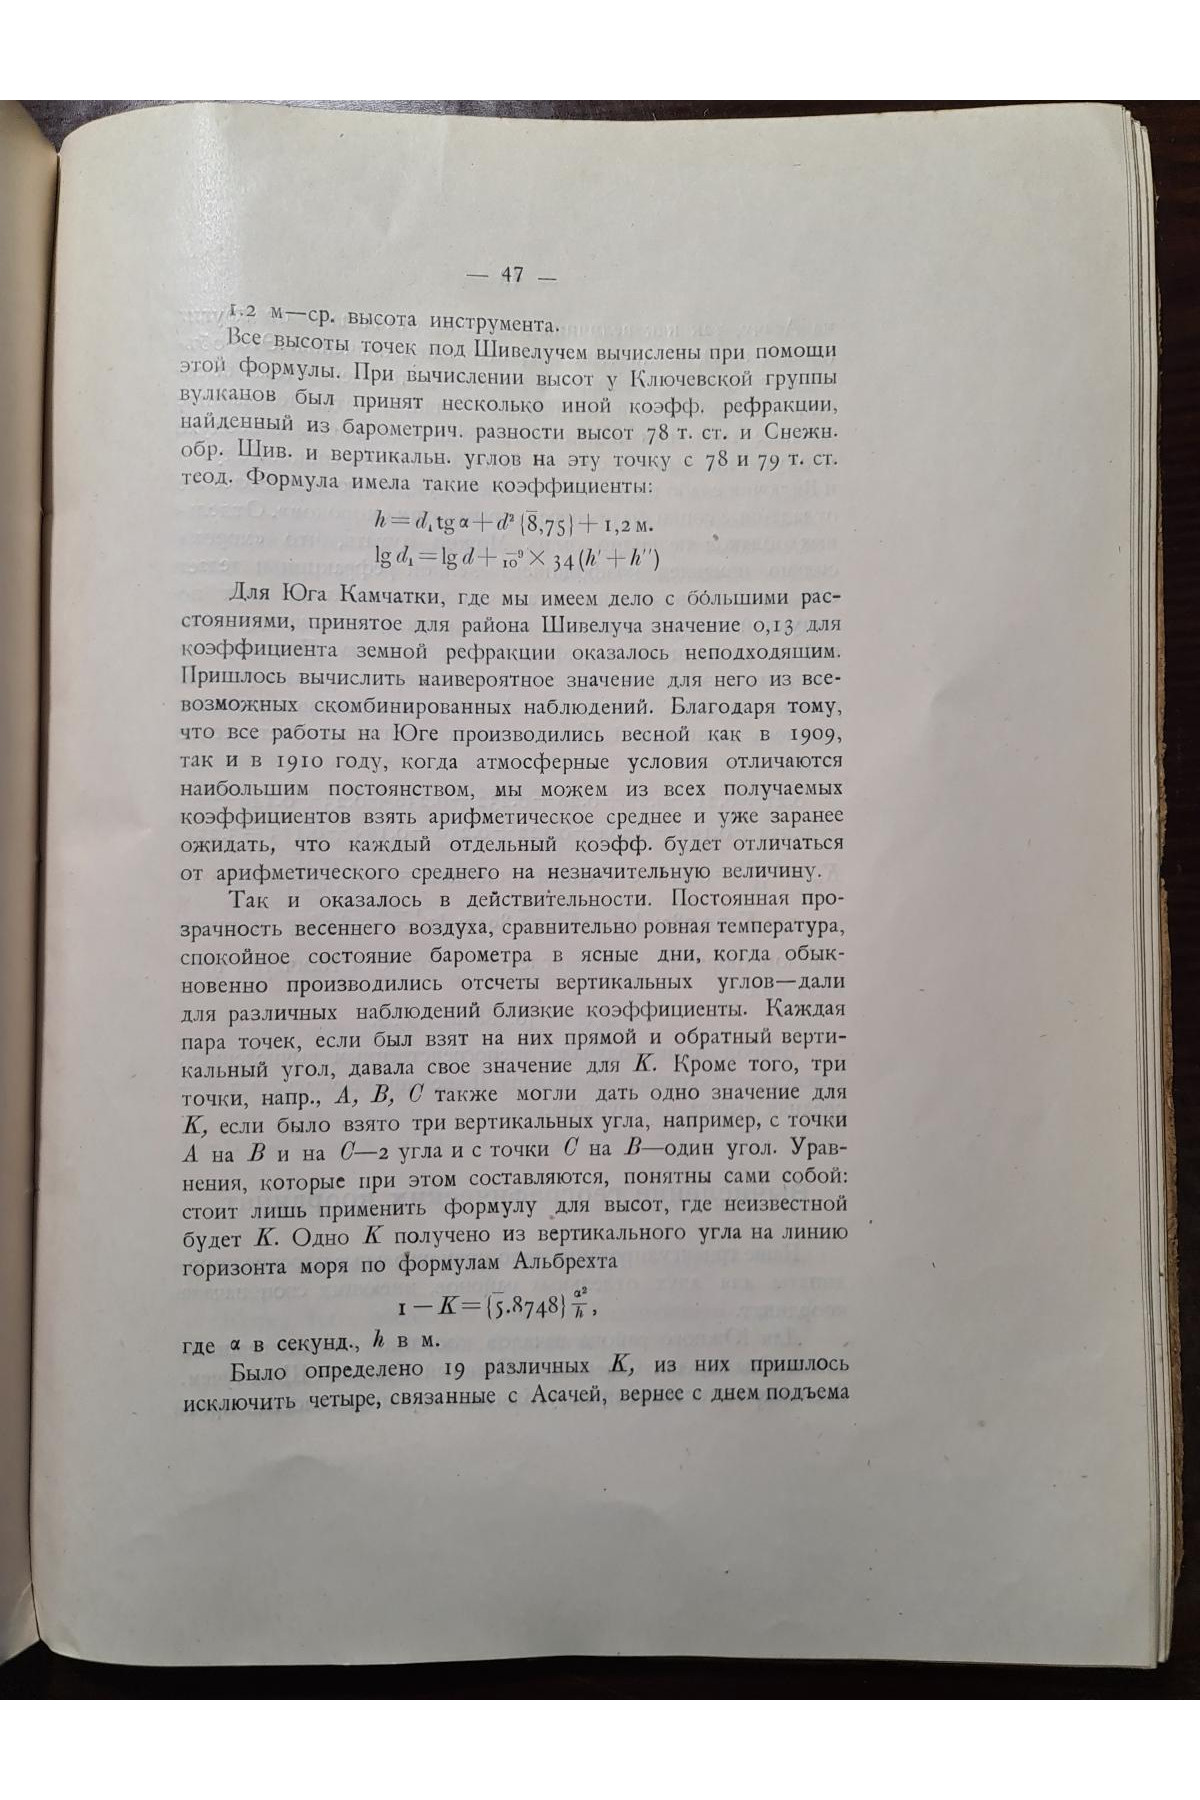 — 47 —
1.2 м—ср. высота инструмента.
Все высоты точек под Шивелучем вычислены при помощи
этой формулы. При вычислении высот у Ключевской группы
вулканов был принят несколько иной коэфф. рефракции,
найденный из барометрич. разности высот 78 т. ст. и Снежн.
обр. Шив. и вертикальн. углов на эту точку с 78 и 79 т. ст.
теод. Формула имела такие коэффициенты:
h = d₁ tg α + d² {8̅,75} + 1,2 м.
lg d₁ = lg d + 10⁻⁹ × 34 (h′ + h″)
Для Юга Камчатки, где мы имеем дело с бо́льшими рас-
стояниями, принятое для района Шивелуча значение 0,13 для
коэффициента земной рефракции оказалось неподходящим.
Пришлось вычислить наивероятное значение для него из все-
возможных скомбинированных наблюдений. Благодаря тому,
что все работы на Юге производились весной как в 1909,
так и в 1910 году, когда атмосферные условия отличаются
наибольшим постоянством, мы можем из всех получаемых
коэффициентов взять арифметическое среднее и уже заранее
ожидать, что каждый отдельный коэфф. будет отличаться
от арифметического среднего на незначительную величину.
Так и оказалось в действительности. Постоянная про-
зрачность весеннего воздуха, сравнительно ровная температура,
спокойное состояние барометра в ясные дни, когда обык-
новенно производились отсчеты вертикальных углов—дали
для различных наблюдений близкие коэффициенты. Каждая
пара точек, если был взят на них прямой и обратный верти-
кальный угол, давала свое значение для K. Кроме того, три
точки, напр., A, B, C также могли дать одно значение для
K, если было взято три вертикальных угла, например, с точки
A на B и на C—2 угла и с точки C на B—один угол. Урав-
нения, которые при этом составляются, понятны сами собой:
стоит лишь применить формулу для высот, где неизвестной
будет K. Одно K получено из вертикального угла на линию
горизонта моря по формулам Альбрехта
1 — K = {5̅.8748} α²/h,
где α в секунд., h в м.
Было определено 19 различных K, из них пришлось
исключить четыре, связанные с Асачей, вернее с днем подъема